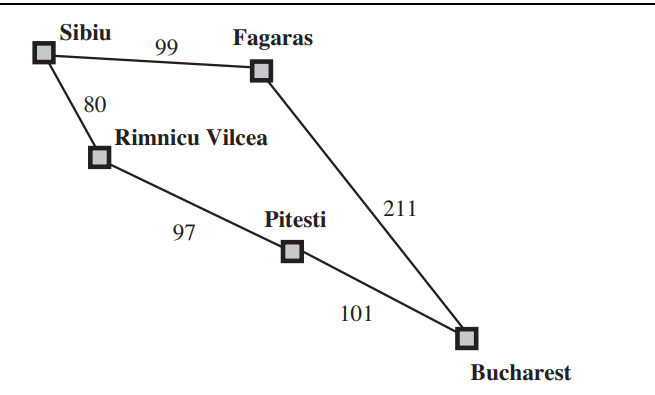 Sibiu
99
Fagaras
80
Rimnicu Vilcea
211
Pitesti
97
101
Bucharest